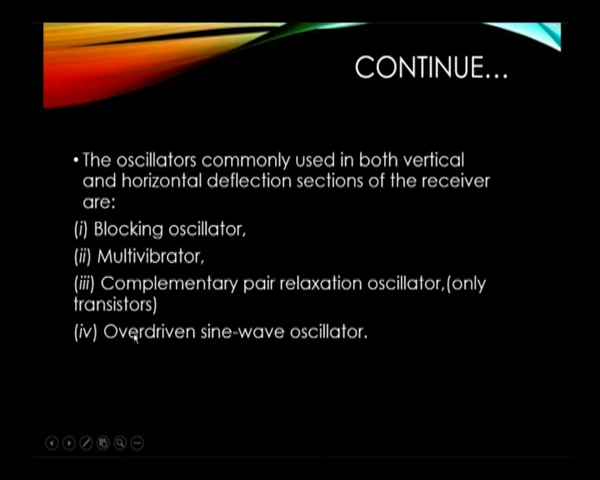 CONTINUE...
• The oscillators commonly used in both vertical
and horizontal deflection sections of the receiver
are:
(i) Blocking oscillator,
(ii) Multivibrator,
(iii) Complementary pair relaxation oscillator,(only
transistors)
(iv) Overdriven sine-wave oscillator.